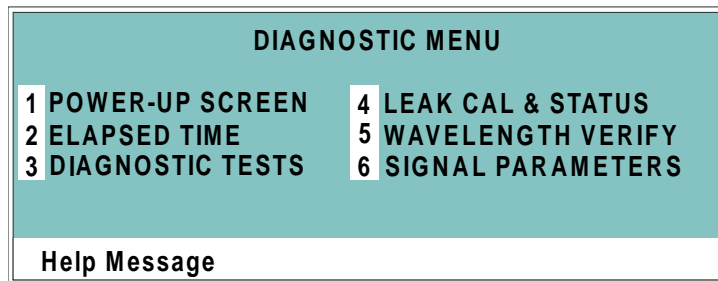 DIAGNOSTIC MENU
1 POWER-UP SCREEN
2 ELAPSED TIME
3 DIAGNOSTIC TESTS
4 LEAK CAL & STATUS
5 WAVELENGTH VERIFY
6 SIGNAL PARAMETERS
Help Message